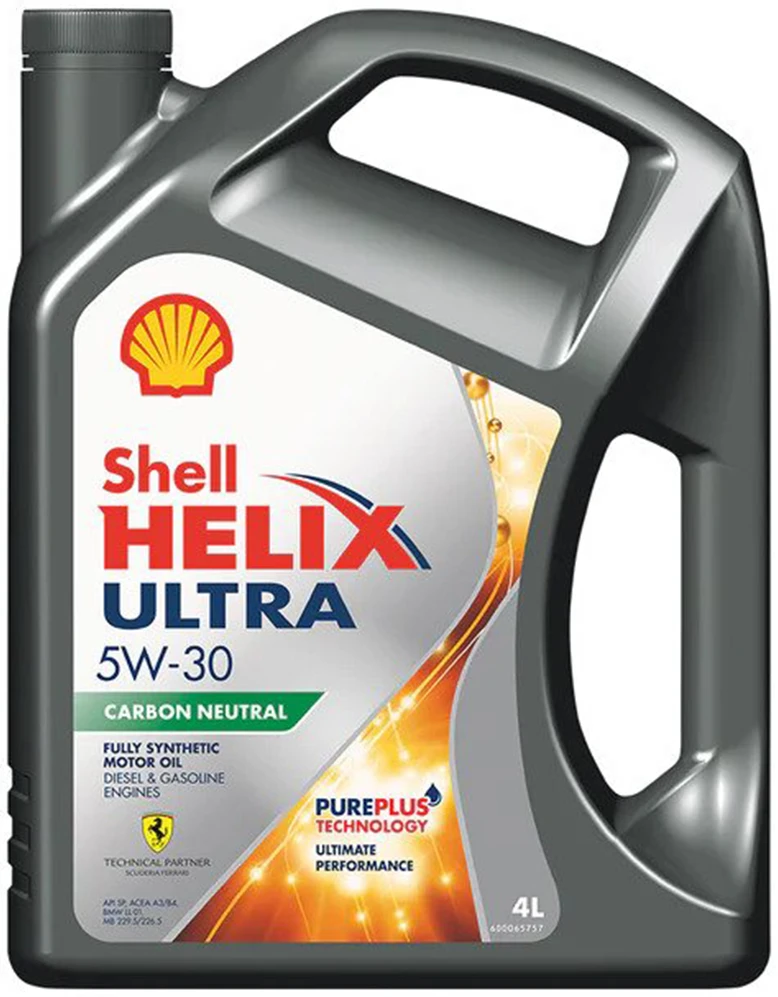 Shell
HELIX
ULTRA
5W-30
CARBON NEUTRAL
FULLY SYNTHETIC
MOTOR OIL
DIESEL & GASOLINE
ENGINES
TECHNICAL PARTNER
SCUDERIA FERRARI
API SP, ACEA A3/B4,
BMW LL 01
MB 229.5/226.5
PUREPLUS
TECHNOLOGY
ULTIMATE
PERFORMANCE
4L
600065757